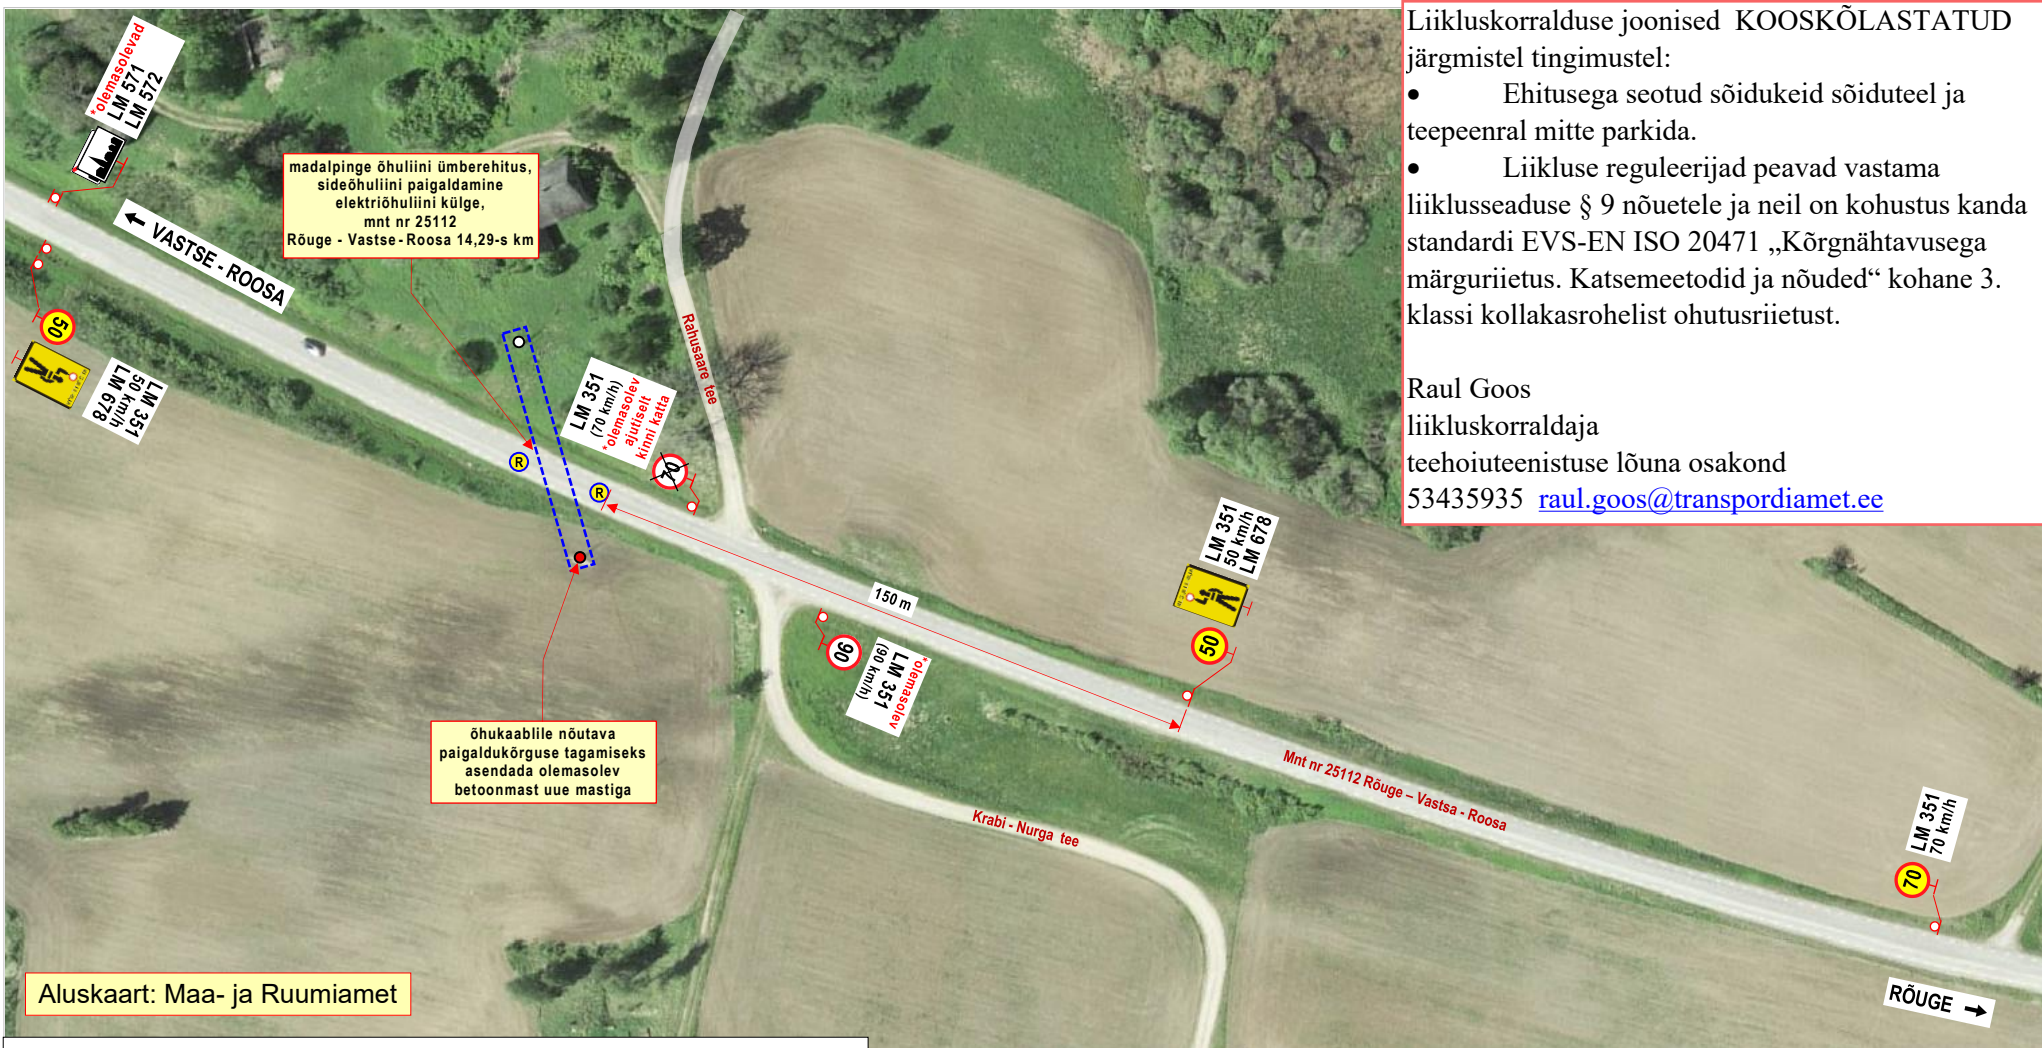 Liikluskorralduse joonised  KOOSKÕLASTATUD
järgmistel tingimustel:
• Ehitusega seotud sõidukeid sõiduteel ja
teepeenral mitte parkida.
• Liikluse reguleerijad peavad vastama
liiklusseaduse § 9 nõuetele ja neil on kohustus kanda
standardi EVS-EN ISO 20471 „Kõrgnähtavusega
märguriietus. Katsemeetodid ja nõuded“ kohane 3.
klassi kollakasrohelist ohutusriietust.
Raul Goos
liikluskorraldaja
teehoiuteenistuse lõuna osakond
53435935  raul.goos@transpordiamet.ee
*olemasolevad
LM 571
LM 572
← VASTSE - ROOSA
50
LM 351
50 km/h
LM 678
madalpinge õhuliini ümberehitus,
sideõhuliini paigaldamine
elektriõhuliini külge,
mnt nr 25112
Rõuge - Vastse - Roosa 14,29-s km
R
R
LM 351
(70 km/h)
*olemasolev
ajutiselt
kinni katta
70
Rahusaare tee
150 m
90
*olemasolev
LM 351
(90 km/h)
LM 351
50 km/h
LM 678
50
õhukaablile nõutava
paigaldukõrguse tagamiseks
asendada olemasolev
betoonmast uue mastiga
Mnt nr 25112 Rõuge – Vastsa - Roosa
Krabi - Nurga tee
LM 351
70 km/h
70
RÕUGE →
Aluskaart: Maa- ja Ruumiamet